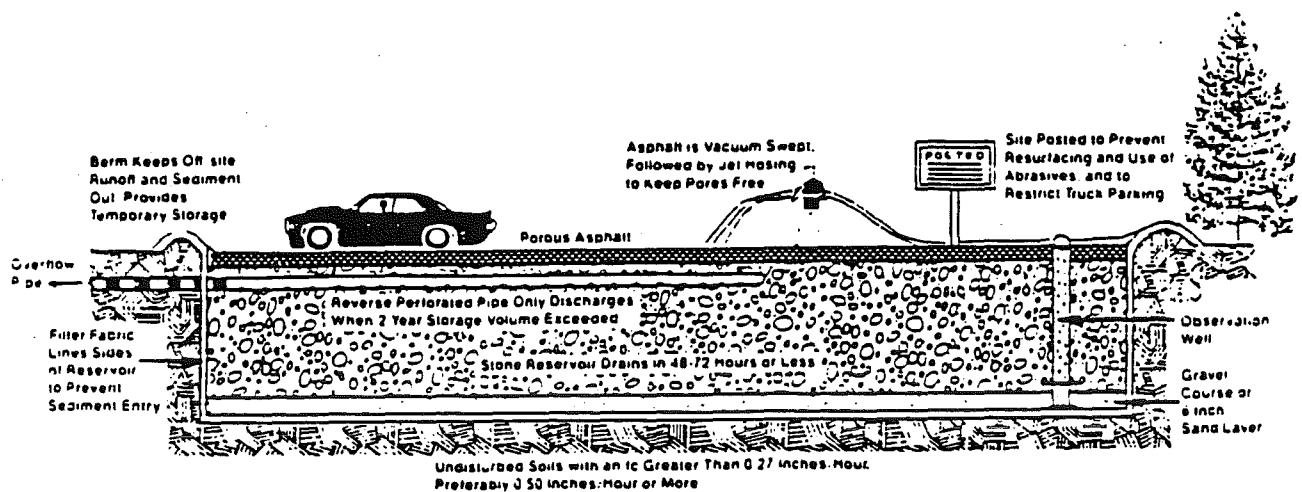 Berm Keeps Off site
Runoff and Sediment
Out. Provides
Temporary Storage
Asphalt is Vacuum Swept,
Followed by Jet Hosing
to Keep Pores Free
POSTED
Site Posted to Prevent
Resurfacing and Use of
Abrasives, and to
Restrict Truck Parking
Porous Asphalt
Overflow
Pipe
Reverse Perforated Pipe Only Discharges
When 2 Year Storage Volume Exceeded
Filter Fabric
Lines Sides
of Reservoir
to Prevent
Sediment Entry
Stone Reservoir Drains in 48-72 Hours or Less
Observation
Well
Gravel
Course or
6 Inch
Sand Layer
Undisturbed Soils with an fc Greater Than 0.27 Inches/Hour,
Preferably 0.50 Inches/Hour or More